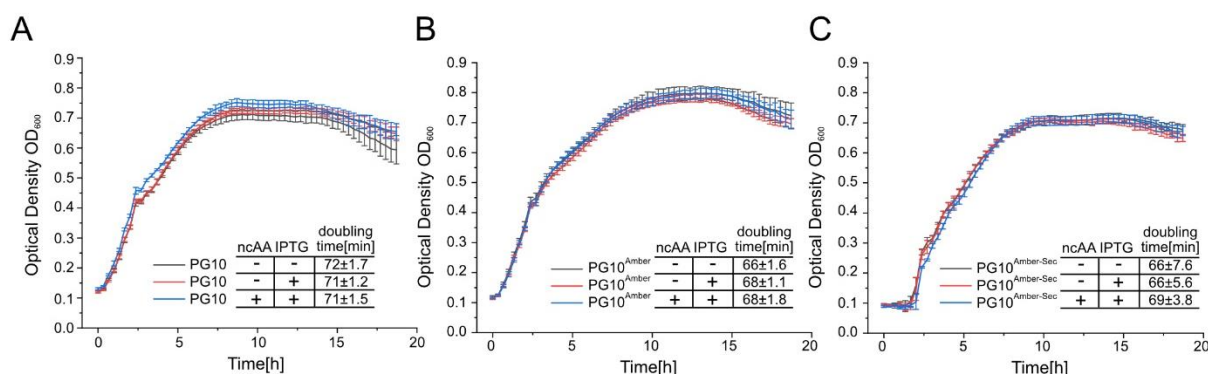 A
Optical Density OD600
0.9
0.8
0.7
0.6
0.5
0.4
0.3
0.2
0.1
0.0
0 5 10 15 20
Time[h]
doubling
ncAA IPTG time[min]
PG10 - - 72±1.7
PG10 - + 71±1.2
PG10 + + 71±1.5
B
Optical Density OD600
0.9
0.8
0.7
0.6
0.5
0.4
0.3
0.2
0.1
0.0
0 5 10 15 20
Time[h]
doubling
ncAA IPTG time[min]
PG10Amber - - 66±1.6
PG10Amber - + 68±1.1
PG10Amber + + 68±1.8
C
Optical Density OD600
0.9
0.8
0.7
0.6
0.5
0.4
0.3
0.2
0.1
0.0
0 5 10 15 20
Time[h]
doubling
ncAA IPTG time[min]
PG10Amber-Sec - - 66±7.6
PG10Amber-Sec - + 66±5.6
PG10Amber-Sec + + 69±3.8